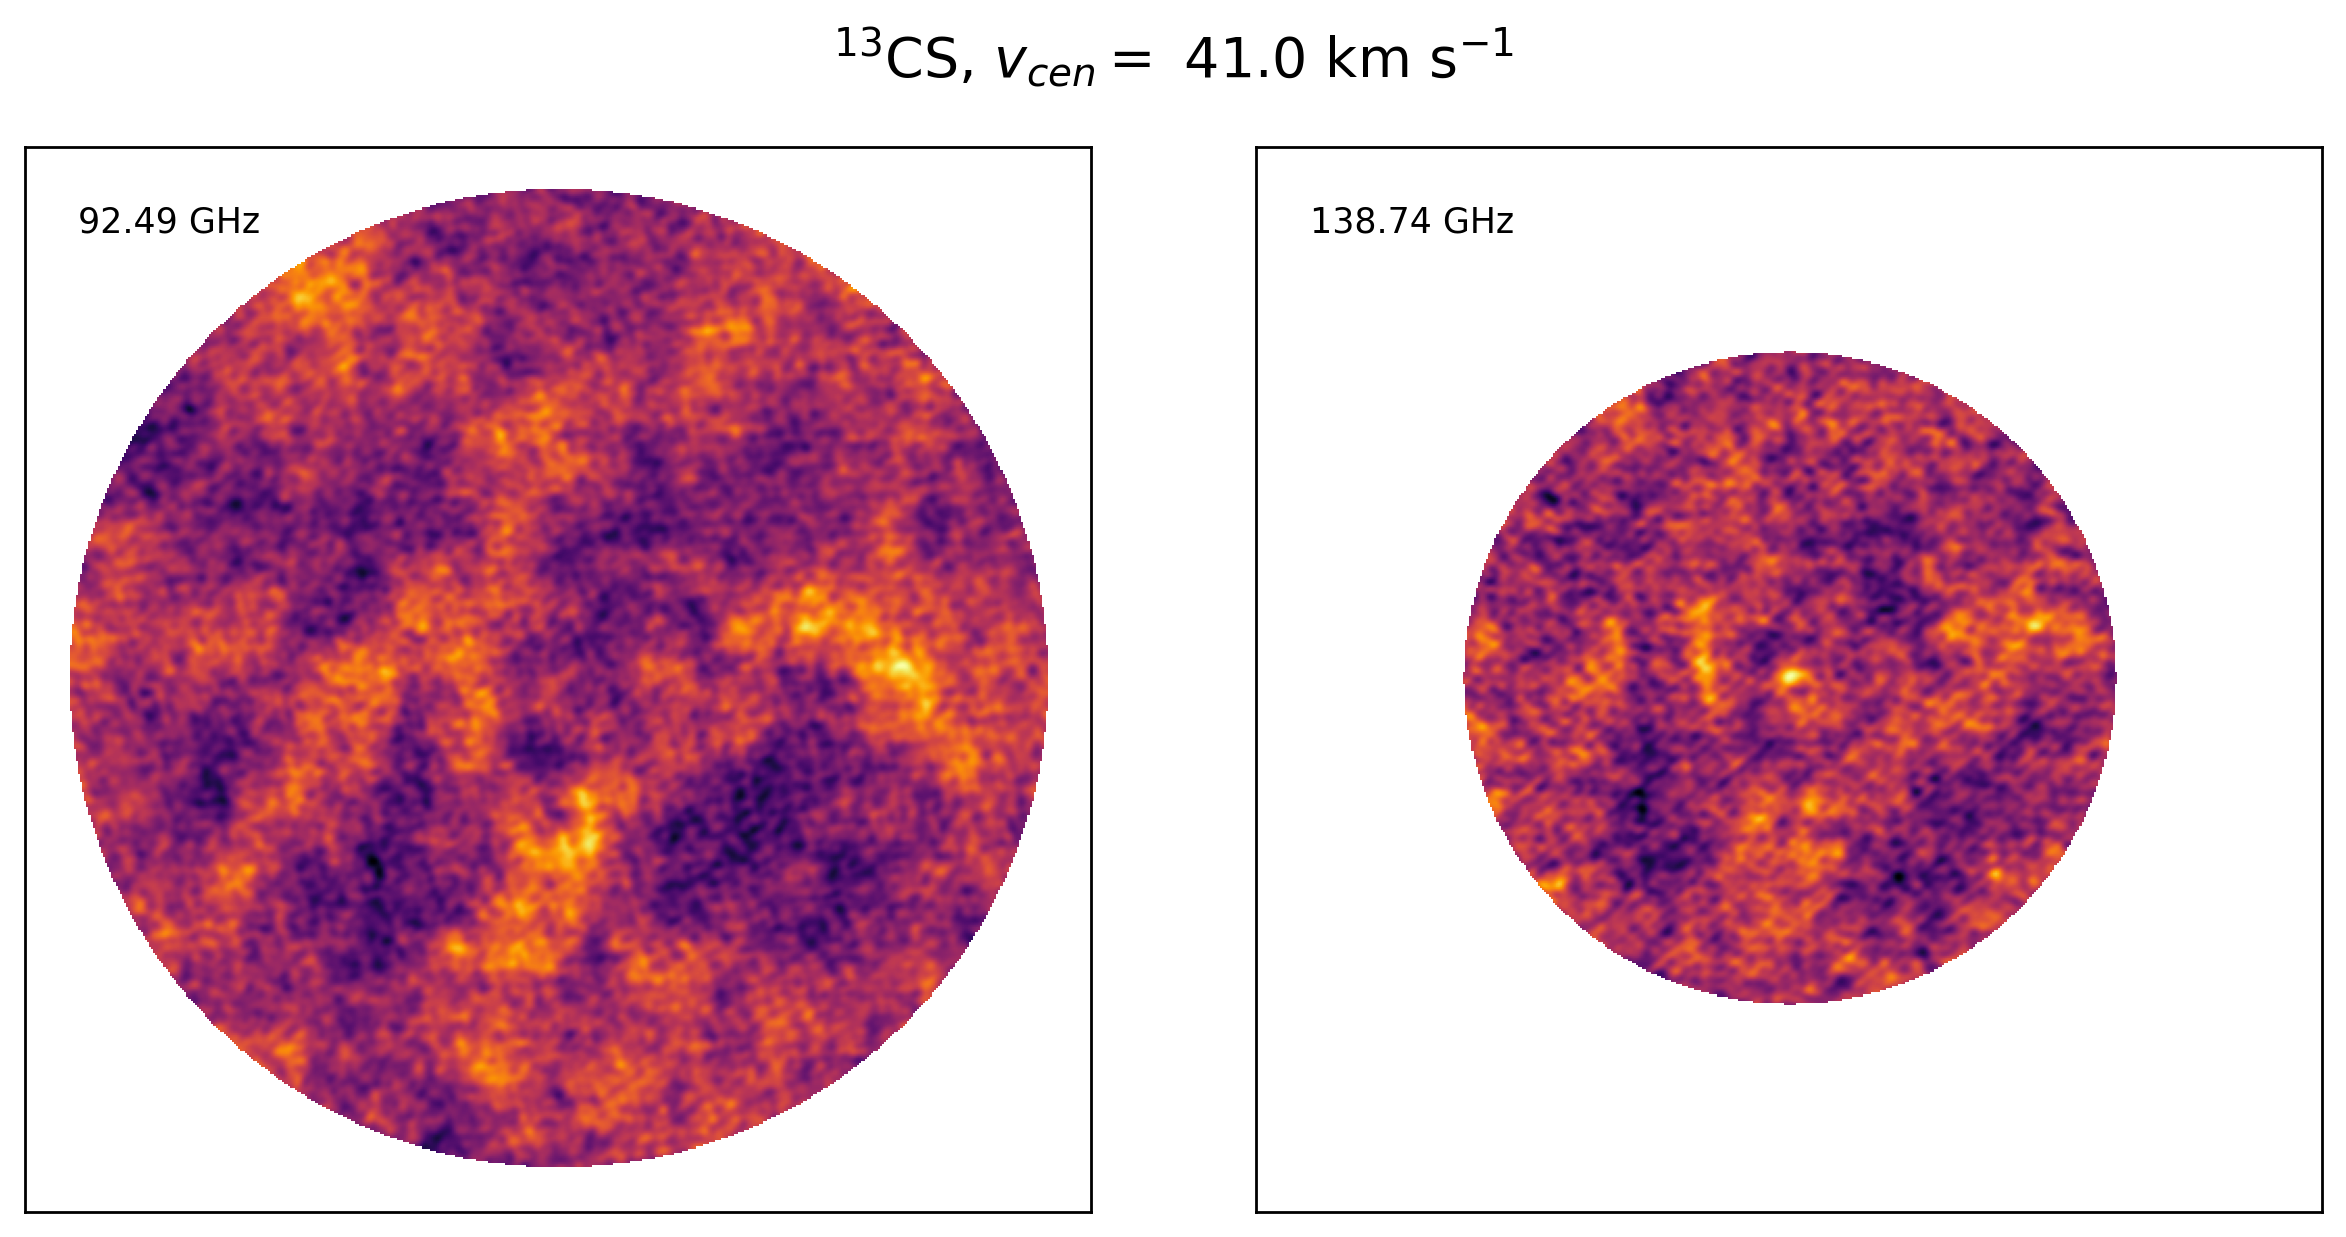 ¹³CS, v_cen = 41.0 km s⁻¹
92.49 GHz
138.74 GHz